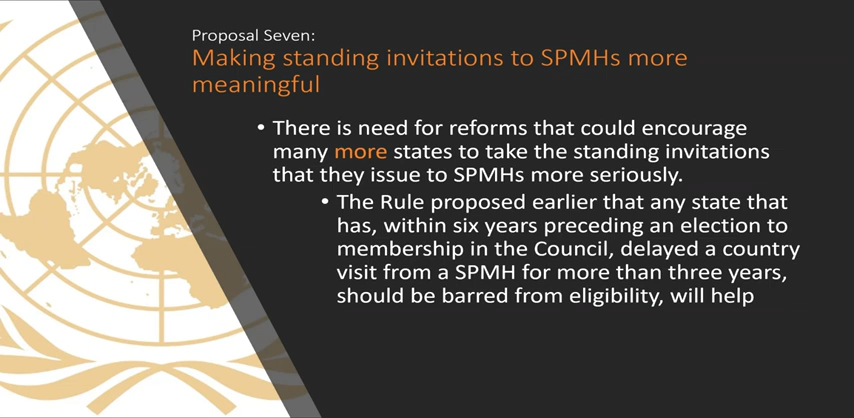 Proposal Seven:
Making standing invitations to SPMHs more
meaningful
• There is need for reforms that could encourage
many more states to take the standing invitations
that they issue to SPMHs more seriously.
• The Rule proposed earlier that any state that
has, within six years preceding an election to
membership in the Council, delayed a country
visit from a SPMH for more than three years,
should be barred from eligibility, will help